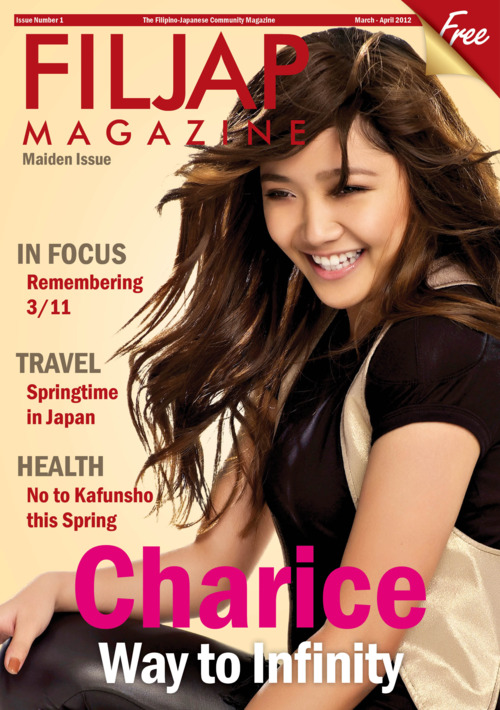 Issue Number 1
The Filipino-Japanese Community Magazine
March - April 2012
Free
FILJAP
MAGAZINE
Maiden Issue
IN FOCUS
Remembering
3/11
TRAVEL
Springtime
in Japan
HEALTH
No to Kafunsho
this Spring
Charice
Way to Infinity